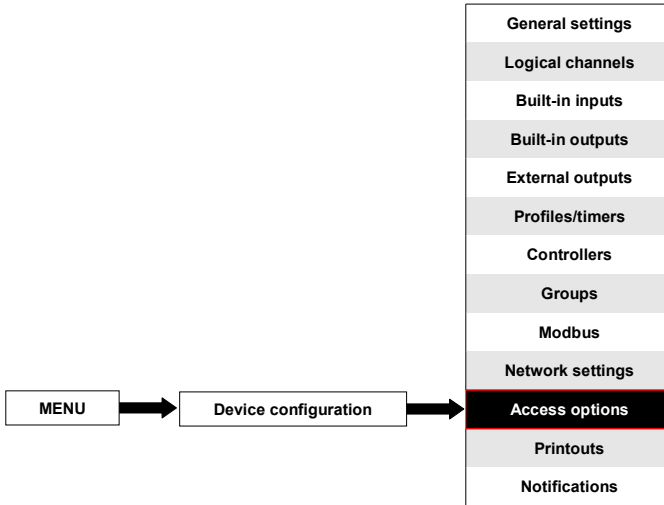 General settings
Logical channels
Built-in inputs
Built-in outputs
External outputs
Profiles/timers
Controllers
Groups
Modbus
Network settings
MENU
Device configuration
Access options
Printouts
Notifications